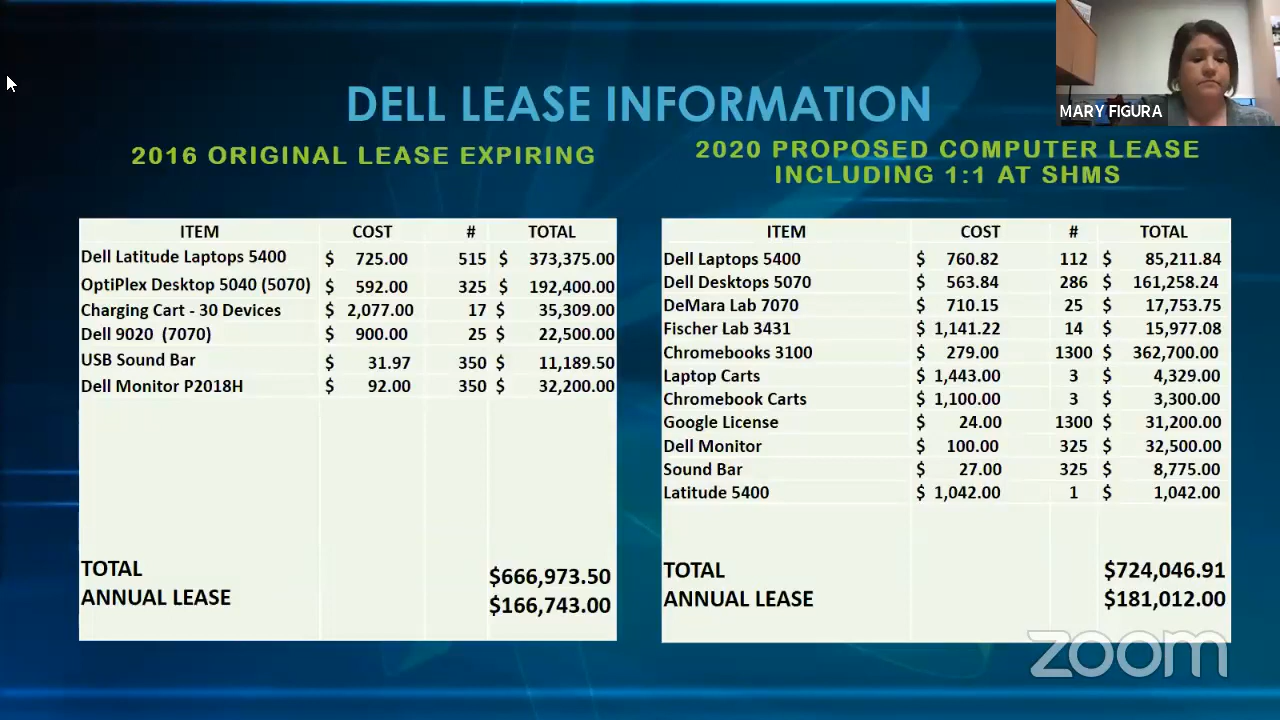 MARY FIGURA
DELL LEASE INFORMATION
2016 ORIGINAL LEASE EXPIRING
ITEM COST # TOTAL
Dell Latitude Laptops 5400 $ 725.00 515 $ 373,375.00
OptiPlex Desktop 5040 (5070) $ 592.00 325 $ 192,400.00
Charging Cart - 30 Devices $ 2,077.00 17 $ 35,309.00
Dell 9020 (7070) $ 900.00 25 $ 22,500.00
USB Sound Bar $ 31.97 350 $ 11,189.50
Dell Monitor P2018H $ 92.00 350 $ 32,200.00
TOTAL $666,973.50
ANNUAL LEASE $166,743.00
2020 PROPOSED COMPUTER LEASE
INCLUDING 1:1 AT SHMS
ITEM COST # TOTAL
Dell Laptops 5400 $ 760.82 112 $ 85,211.84
Dell Desktops 5070 $ 563.84 286 $ 161,258.24
DeMara Lab 7070 $ 710.15 25 $ 17,753.75
Fischer Lab 3431 $ 1,141.22 14 $ 15,977.08
Chromebooks 3100 $ 279.00 1300 $ 362,700.00
Laptop Carts $ 1,443.00 3 $ 4,329.00
Chromebook Carts $ 1,100.00 3 $ 3,300.00
Google License $ 24.00 1300 $ 31,200.00
Dell Monitor $ 100.00 325 $ 32,500.00
Sound Bar $ 27.00 325 $ 8,775.00
Latitude 5400 $ 1,042.00 1 $ 1,042.00
TOTAL $724,046.91
ANNUAL LEASE $181,012.00
zoom